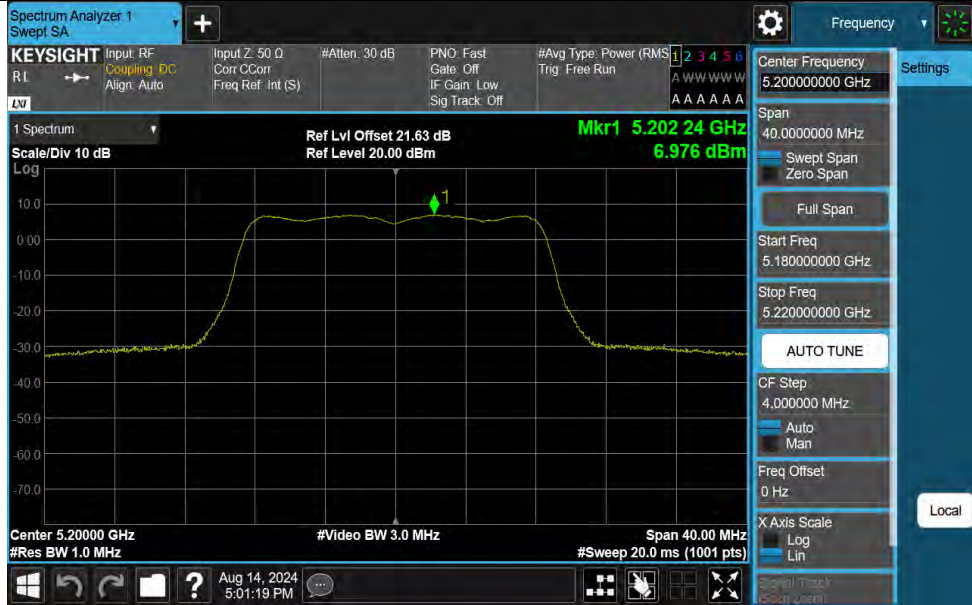 Spectrum Analyzer 1
Swept SA
+
Frequency
KEYSIGHT
RL
LXI
Input: RF
Coupling: DC
Align: Auto
Input Z: 50 Ω
Corr CCorr
Freq Ref: Int (S)
#Atten: 30 dB
PNO: Fast
Gate: Off
IF Gain: Low
Sig Track: Off
#Avg Type: Power (RMS
Trig: Free Run
1 2 3 4 5 6
A W W W W W
A A A A A A
1 Spectrum
Scale/Div 10 dB
Log
Ref Lvl Offset 21.63 dB
Ref Level 20.00 dBm
Mkr1 5.202 24 GHz
6.976 dBm
1
10.0
0.00
-10.0
-20.0
-30.0
-40.0
-50.0
-60.0
-70.0
Center 5.20000 GHz
#Res BW 1.0 MHz
#Video BW 3.0 MHz
Span 40.00 MHz
#Sweep 20.0 ms (1001 pts)
Center Frequency
5.200000000 GHz
Settings
Span
40.0000000 MHz
Swept Span
Zero Span
Full Span
Start Freq
5.180000000 GHz
Stop Freq
5.220000000 GHz
AUTO TUNE
CF Step
4.000000 MHz
Auto
Man
Freq Offset
0 Hz
X Axis Scale
Log
Lin
Local
Signal Track
(Span Zoom)
?
Aug 14, 2024
5:01:19 PM